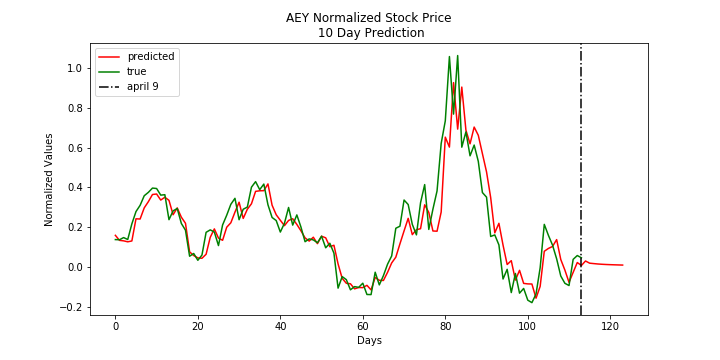 AEY Normalized Stock Price
10 Day Prediction
predicted
true
april 9
Normalized Values
1.0
0.8
0.6
0.4
0.2
0.0
−0.2
0
20
40
60
80
100
120
Days